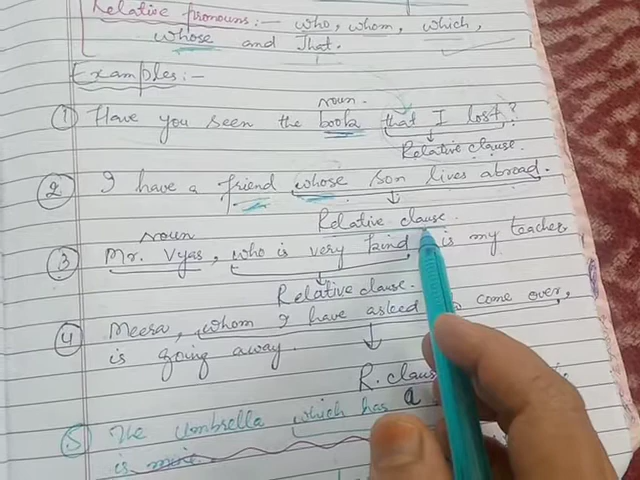 Relative pronouns:- who, whom, which,
whose and That.
Examples:-
noun.
① Have you seen the book that I lost?
Relative clause.
② I have a friend whose son lives abroad.
Relative clause.
noun
③ Mr. Vyas, who is very kind, is my teacher
Relative clause.
④ Meera, whom I have asked to come over,
is going away.
R. clause
⑤ The Umbrella which has a
is